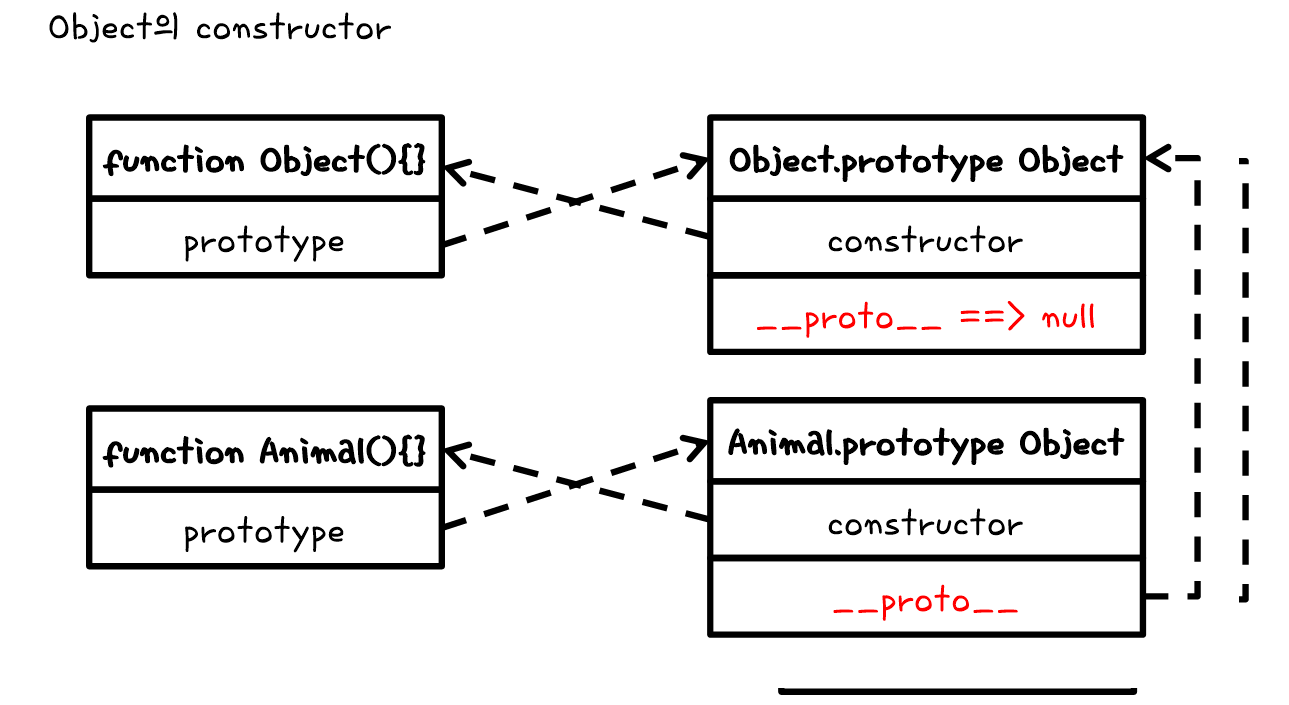 Object의 constructor
function Object(){}
prototype
Object.prototype Object
constructor
__proto__ ==> null
function Animal(){}
prototype
Animal.prototype Object
constructor
__proto__